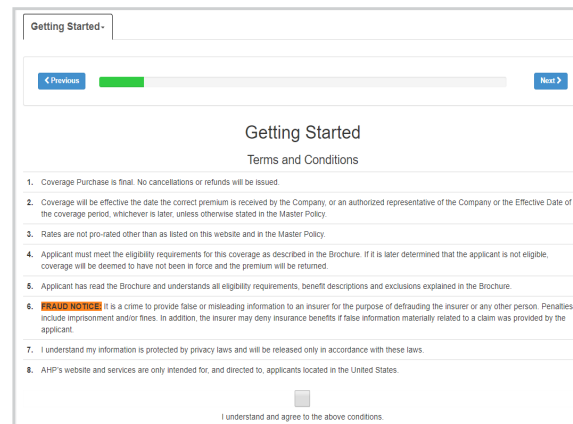 Getting Started
Previous
Next
Getting Started
Terms and Conditions
1. Coverage Purchase is final. No cancellations or refunds will be issued.
2. Coverage will be effective the date the correct premium is received by the Company, or an authorized representative of the Company or the Effective Date of
the coverage period, whichever is later, unless otherwise stated in the Master Policy.
3. Rates are not pro-rated other than as listed on this website and in the Master Policy.
4. Applicant must meet the eligibility requirements for this coverage as described in the Brochure. If it is later determined that the applicant is not eligible,
coverage will be deemed to have not been in force and the premium will be returned.
5. Applicant has read the Brochure and understands all eligibility requirements, benefit descriptions and exclusions explained in the Brochure.
6. FRAUD NOTICE: It is a crime to provide false or misleading information to an insurer for the purpose of defrauding the insurer or any other person. Penalties
include imprisonment and/or fines. In addition, the insurer may deny insurance benefits if false information materially related to a claim was provided by the
applicant.
7. I understand my information is protected by privacy laws and will be released only in accordance with these laws.
8. AHP's website and services are only intended for, and directed to, applicants located in the United States.
I understand and agree to the above conditions.